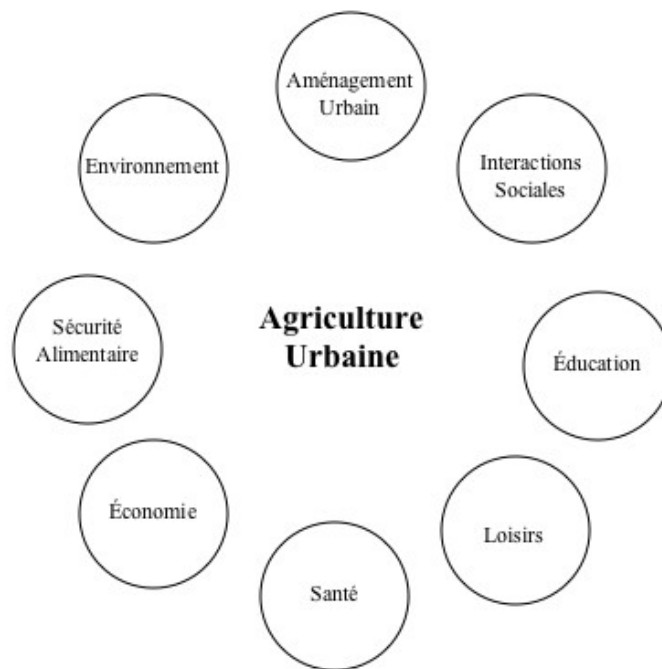 Aménagement
Urbain
Environnement
Interactions
Sociales
Agriculture
Urbaine
Sécurité
Alimentaire
Éducation
Économie
Loisirs
Santé